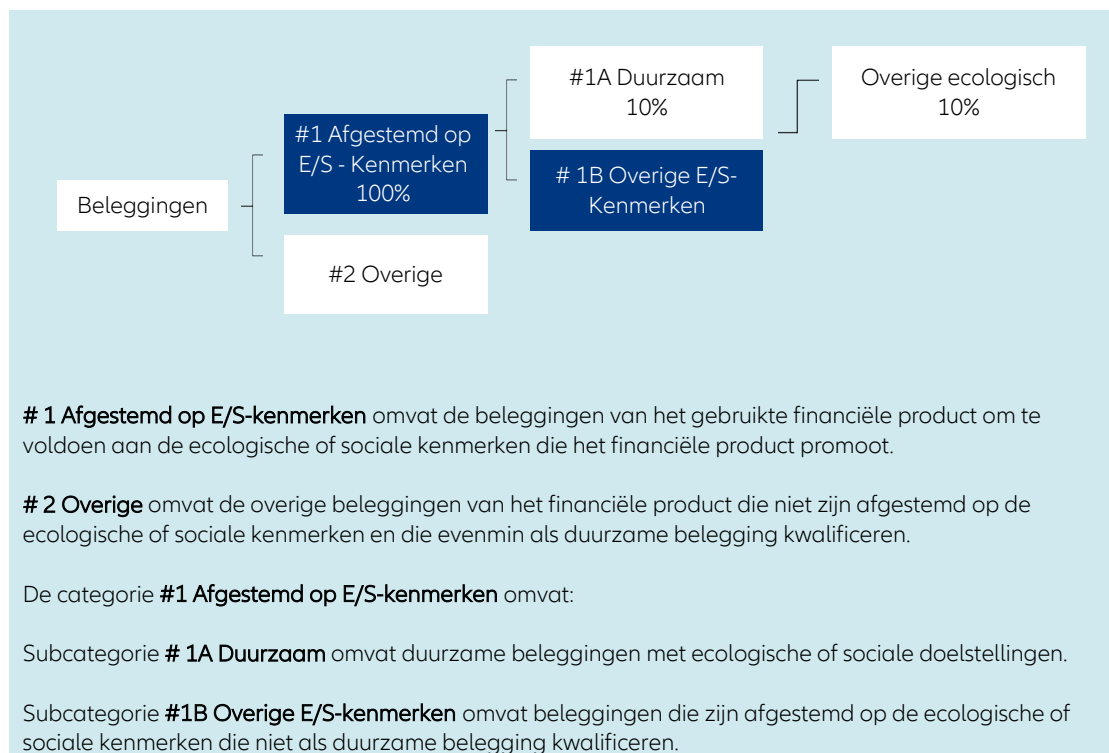 #1A Duurzaam
10%
Overige ecologisch
10%
#1 Afgestemd op
E/S - Kenmerken
100%
# 1B Overige E/S-
Kenmerken
Beleggingen
#2 Overige
# 1 Afgestemd op E/S-kenmerken omvat de beleggingen van het gebruikte financiële product om te
voldoen aan de ecologische of sociale kenmerken die het financiële product promoot.
# 2 Overige omvat de overige beleggingen van het financiële product die niet zijn afgestemd op de
ecologische of sociale kenmerken en die evenmin als duurzame belegging kwalificeren.
De categorie #1 Afgestemd op E/S-kenmerken omvat:
Subcategorie # 1A Duurzaam omvat duurzame beleggingen met ecologische of sociale doelstellingen.
Subcategorie #1B Overige E/S-kenmerken omvat beleggingen die zijn afgestemd op de ecologische of
sociale kenmerken die niet als duurzame belegging kwalificeren.